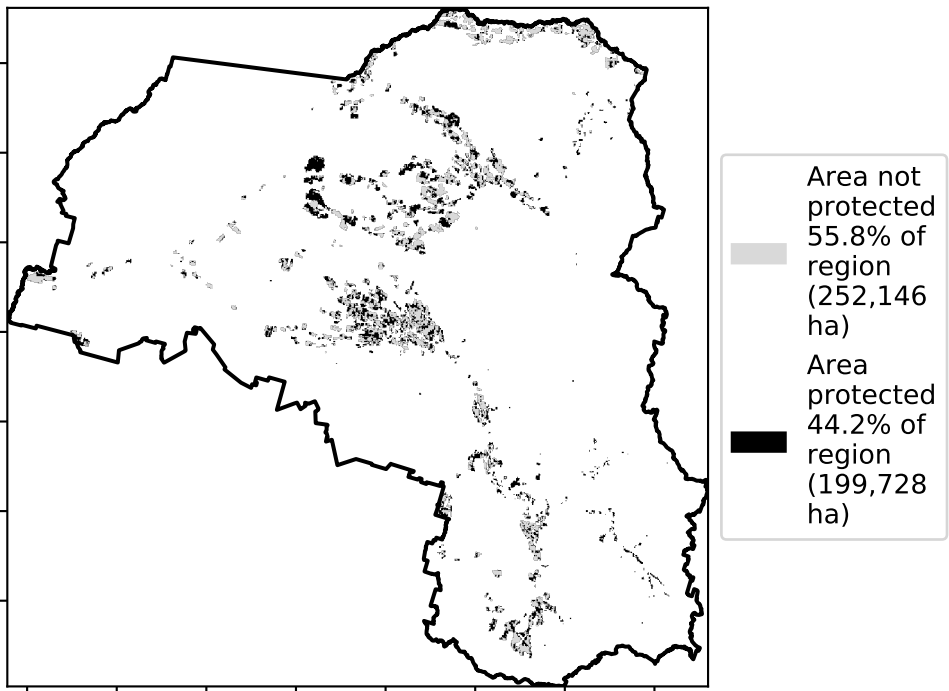 Area not
protected
55.8% of
region
(252,146
ha)
Area
protected
44.2% of
region
(199,728
ha)